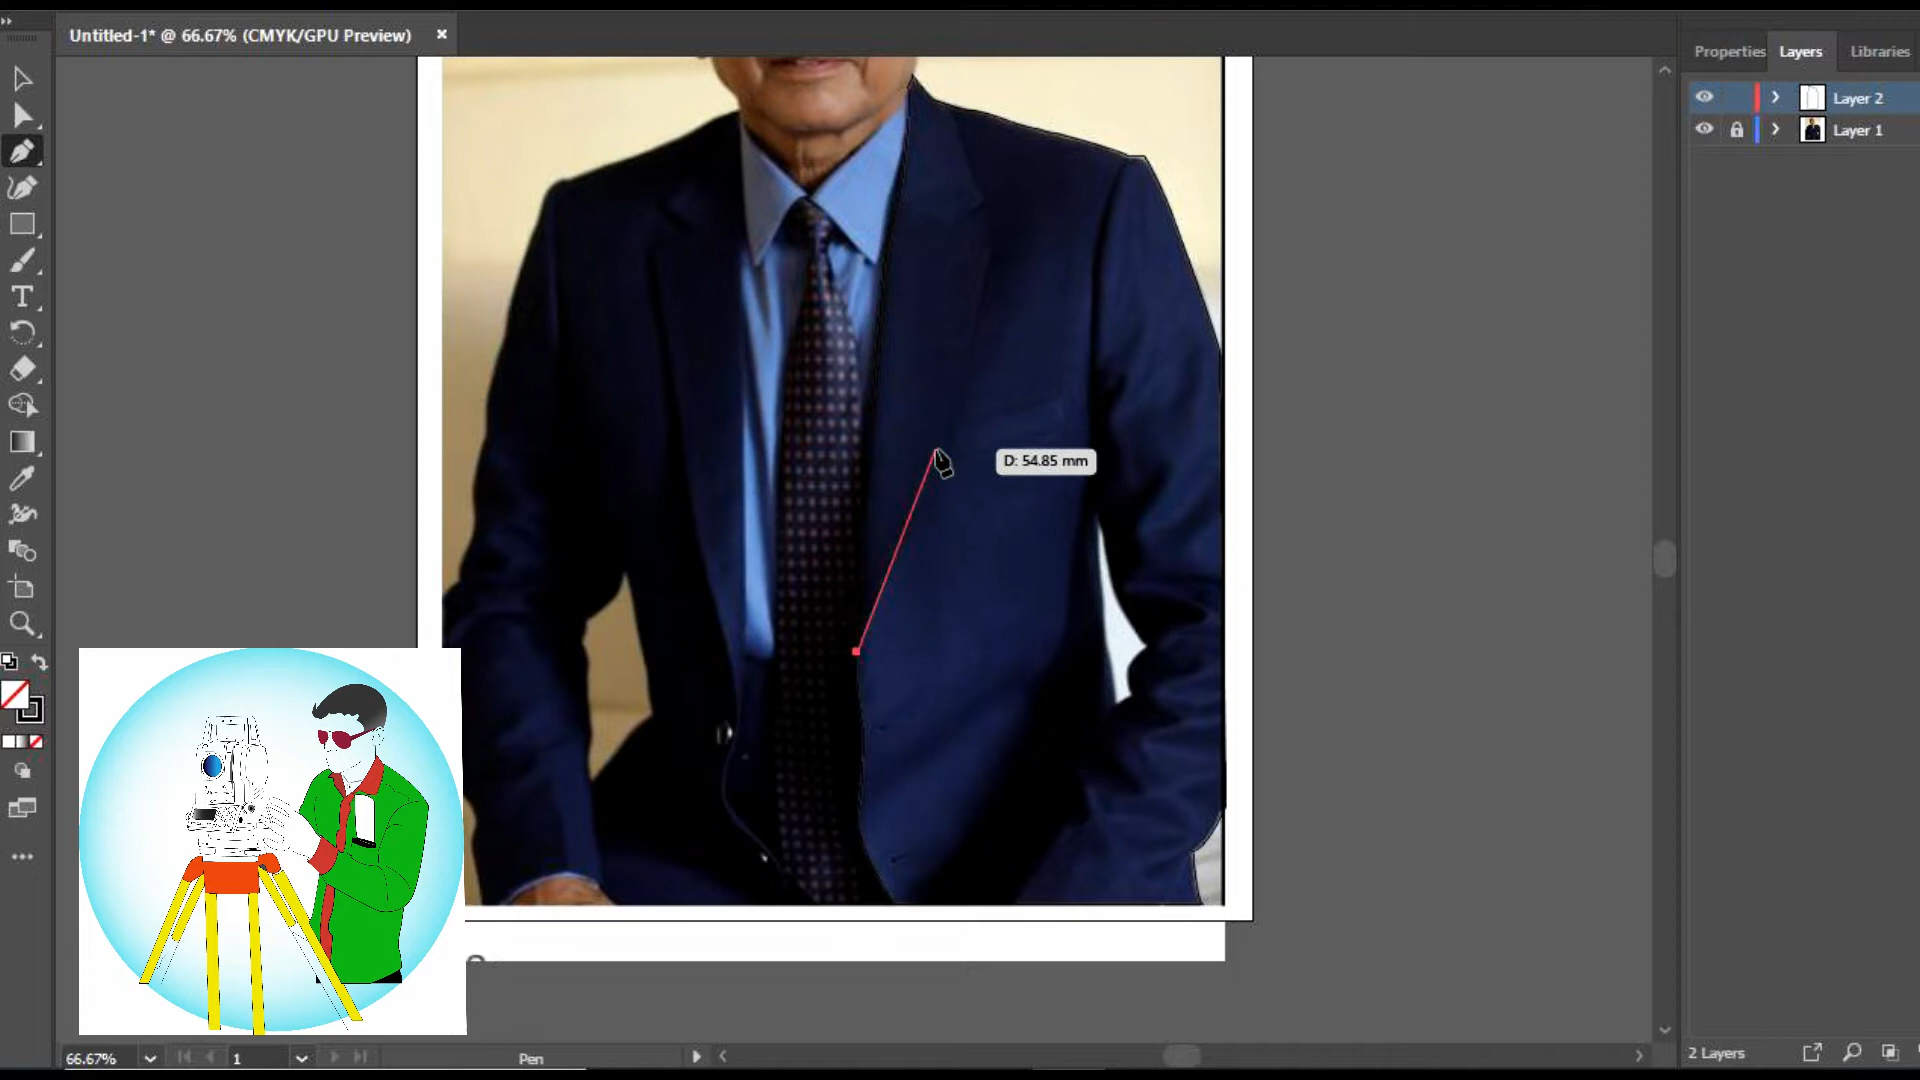 Untitled-1* @ 66.67% (CMYK/GPU Preview) ×
Properties Layers Libraries
Layer 2
Layer 1
D: 54.85 mm
66.67% 1 Pen
2 Layers